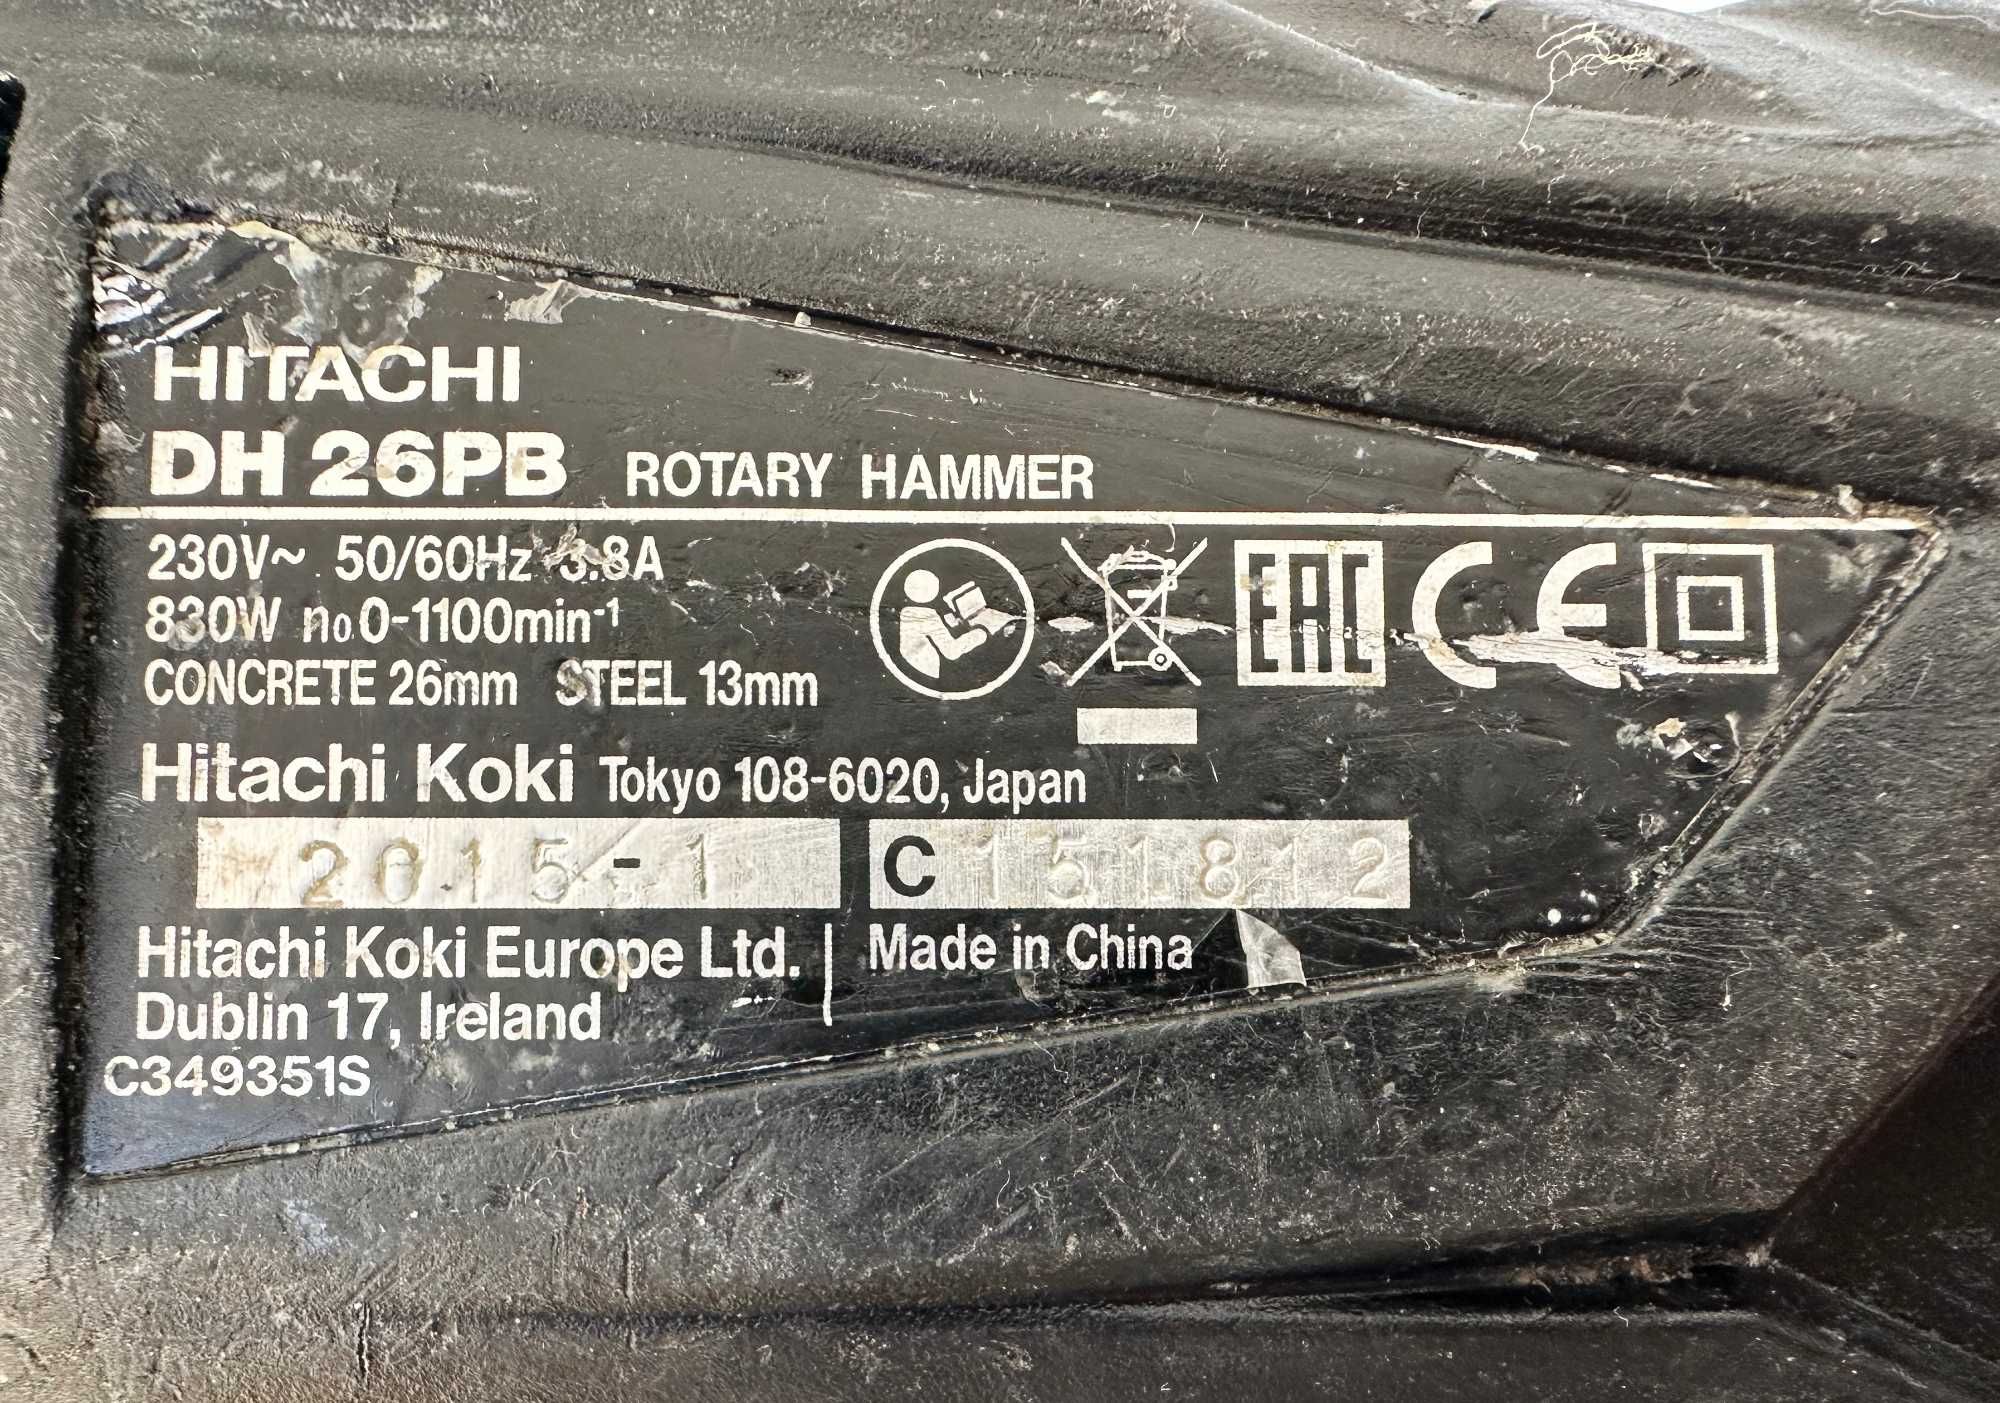 HITACHI
DH 26PB ROTARY HAMMER
230V~ 50/60Hz 3.8A
830W no 0-1100min⁻¹
CONCRETE 26mm STEEL 13mm
EAC CE
Hitachi Koki Tokyo 108-6020, Japan
2015-1 C 151812
Hitachi Koki Europe Ltd. Made in China
Dublin 17, Ireland
C349351S